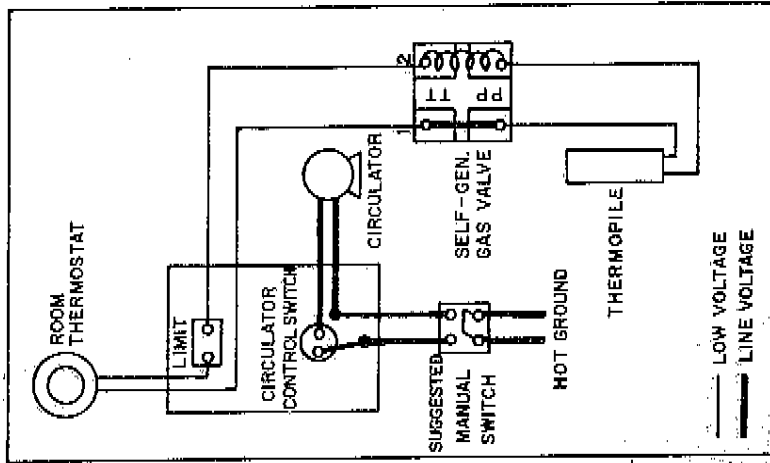 ROOM
THERMOSTAT
LIMIT
CIRCULATOR
CONTROL SWITCH
CIRCULATOR
SUGGESTED
MANUAL
SWITCH
HOT GROUND
1
2
TT
PP
SELF-GEN.
GAS VALVE
THERMOPILE
LOW VOLTAGE
LINE VOLTAGE